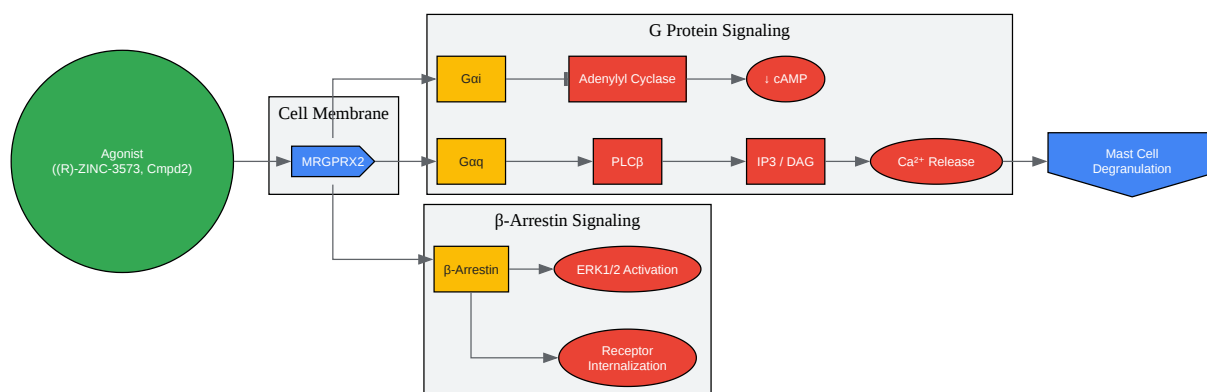 G Protein Signaling
Gαi
Adenylyl Cyclase
↓ cAMP
Cell Membrane
Agonist
((R)-ZINC-3573, Cmpd2)
MRGPRX2
Gαq
PLCβ
IP3 / DAG
Ca²⁺ Release
Mast Cell
Degranulation
β-Arrestin Signaling
β-Arrestin
ERK1/2 Activation
Receptor
Internalization